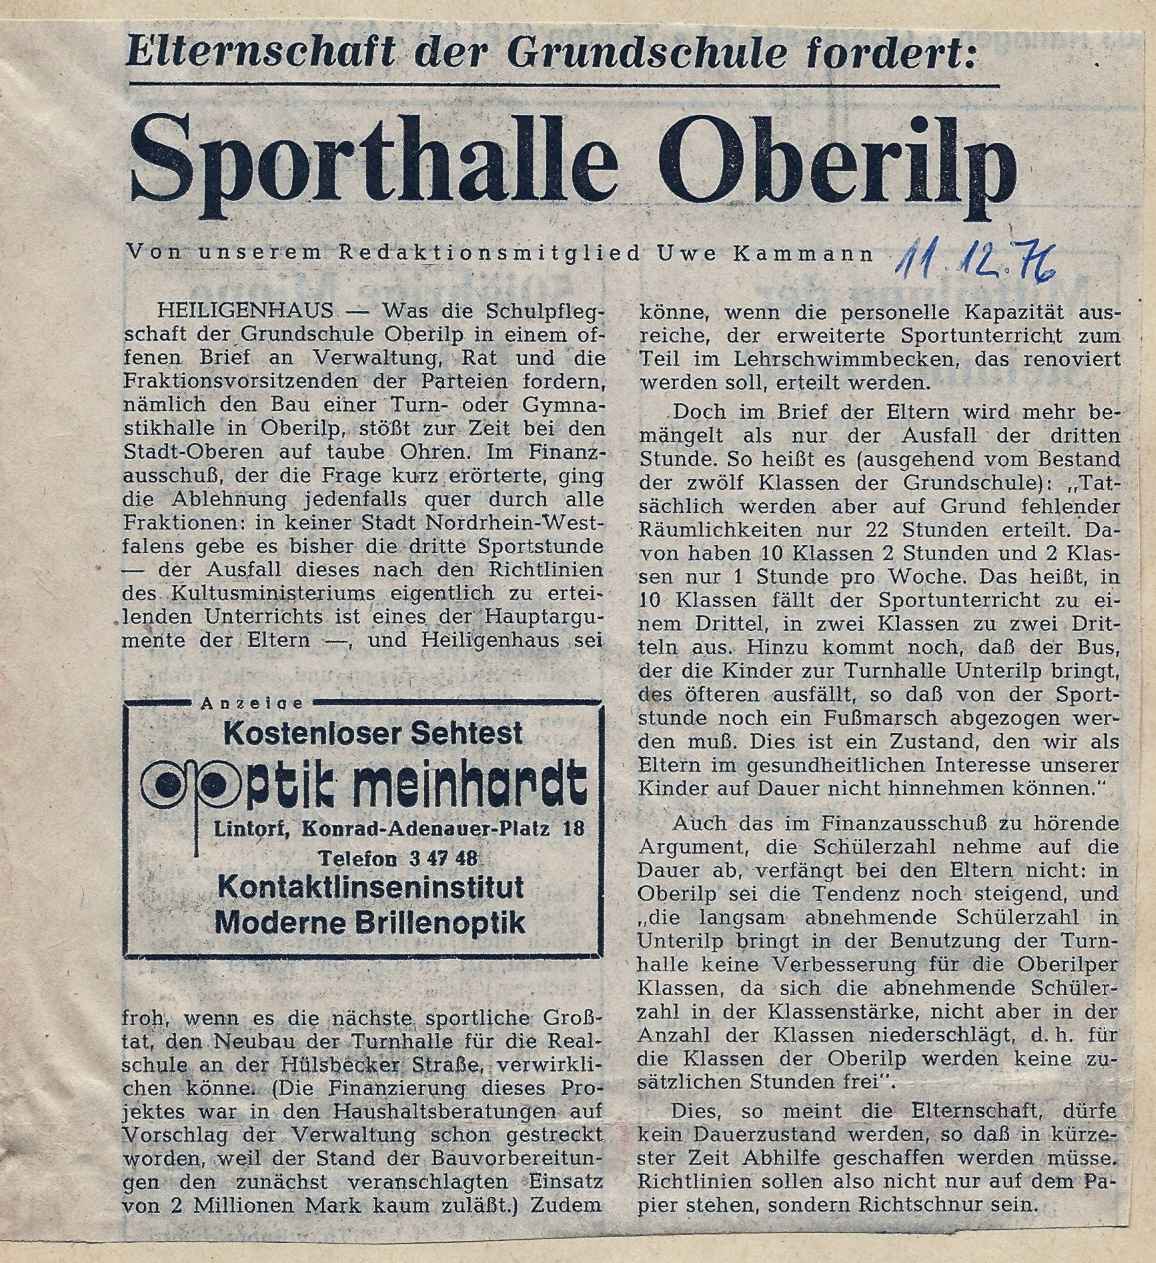 Elternschaft der Grundschule fordert:
Sporthalle Oberilp
Von unserem Redaktionsmitglied Uwe Kammann 11.12.76
HEILIGENHAUS — Was die Schulpfleg-
schaft der Grundschule Oberilp in einem of-
fenen Brief an Verwaltung, Rat und die
Fraktionsvorsitzenden der Parteien fordern,
nämlich den Bau einer Turn- oder Gymna-
stikhalle in Oberilp, stößt zur Zeit bei den
Stadt-Oberen auf taube Ohren. Im Finanz-
ausschuß, der die Frage kurz erörterte, ging
die Ablehnung jedenfalls quer durch alle
Fraktionen: in keiner Stadt Nordrhein-West-
falens gebe es bisher die dritte Sportstunde
— der Ausfall dieses nach den Richtlinien
des Kultusministeriums eigentlich zu ertei-
lenden Unterrichts ist eines der Hauptargu-
mente der Eltern —, und Heiligenhaus sei
Anzeige
Kostenloser Sehtest
optik meinhardt
Lintorf, Konrad-Adenauer-Platz 18
Telefon 3 47 48
Kontaktlinseninstitut
Moderne Brillenoptik
froh, wenn es die nächste sportliche Groß-
tat, den Neubau der Turnhalle für die Real-
schule an der Hülsbecker Straße, verwirkli-
chen könne. (Die Finanzierung dieses Pro-
jektes war in den Haushaltsberatungen auf
Vorschlag der Verwaltung schon gestreckt
worden, weil der Stand der Bauvorbereitun-
gen den zunächst veranschlagten Einsatz
von 2 Millionen Mark kaum zuläßt.) Zudem
könne, wenn die personelle Kapazität aus-
reiche, der erweiterte Sportunterricht zum
Teil im Lehrschwimmbecken, das renoviert
werden soll, erteilt werden.
Doch im Brief der Eltern wird mehr be-
mängelt als nur der Ausfall der dritten
Stunde. So heißt es (ausgehend vom Bestand
der zwölf Klassen der Grundschule): „Tat-
sächlich werden aber auf Grund fehlender
Räumlichkeiten nur 22 Stunden erteilt. Da-
von haben 10 Klassen 2 Stunden und 2 Klas-
sen nur 1 Stunde pro Woche. Das heißt, in
10 Klassen fällt der Sportunterricht zu ei-
nem Drittel, in zwei Klassen zu zwei Drit-
teln aus. Hinzu kommt noch, daß der Bus,
der die Kinder zur Turnhalle Unterilp bringt,
des öfteren ausfällt, so daß von der Sport-
stunde noch ein Fußmarsch abgezogen wer-
den muß. Dies ist ein Zustand, den wir als
Eltern im gesundheitlichen Interesse unserer
Kinder auf Dauer nicht hinnehmen können.“
Auch das im Finanzausschuß zu hörende
Argument, die Schülerzahl nehme auf die
Dauer ab, verfängt bei den Eltern nicht: in
Oberilp sei die Tendenz noch steigend, und
„die langsam abnehmende Schülerzahl in
Unterilp bringt in der Benutzung der Turn-
halle keine Verbesserung für die Oberilper
Klassen, da sich die abnehmende Schüler-
zahl in der Klassenstärke, nicht aber in der
Anzahl der Klassen niederschlägt, d. h. für
die Klassen der Oberilp werden keine zu-
sätzlichen Stunden frei“.
Dies, so meint die Elternschaft, dürfe
kein Dauerzustand werden, so daß in kürze-
ster Zeit Abhilfe geschaffen werden müsse.
Richtlinien sollen also nicht nur auf dem Pa-
pier stehen, sondern Richtschnur sein.